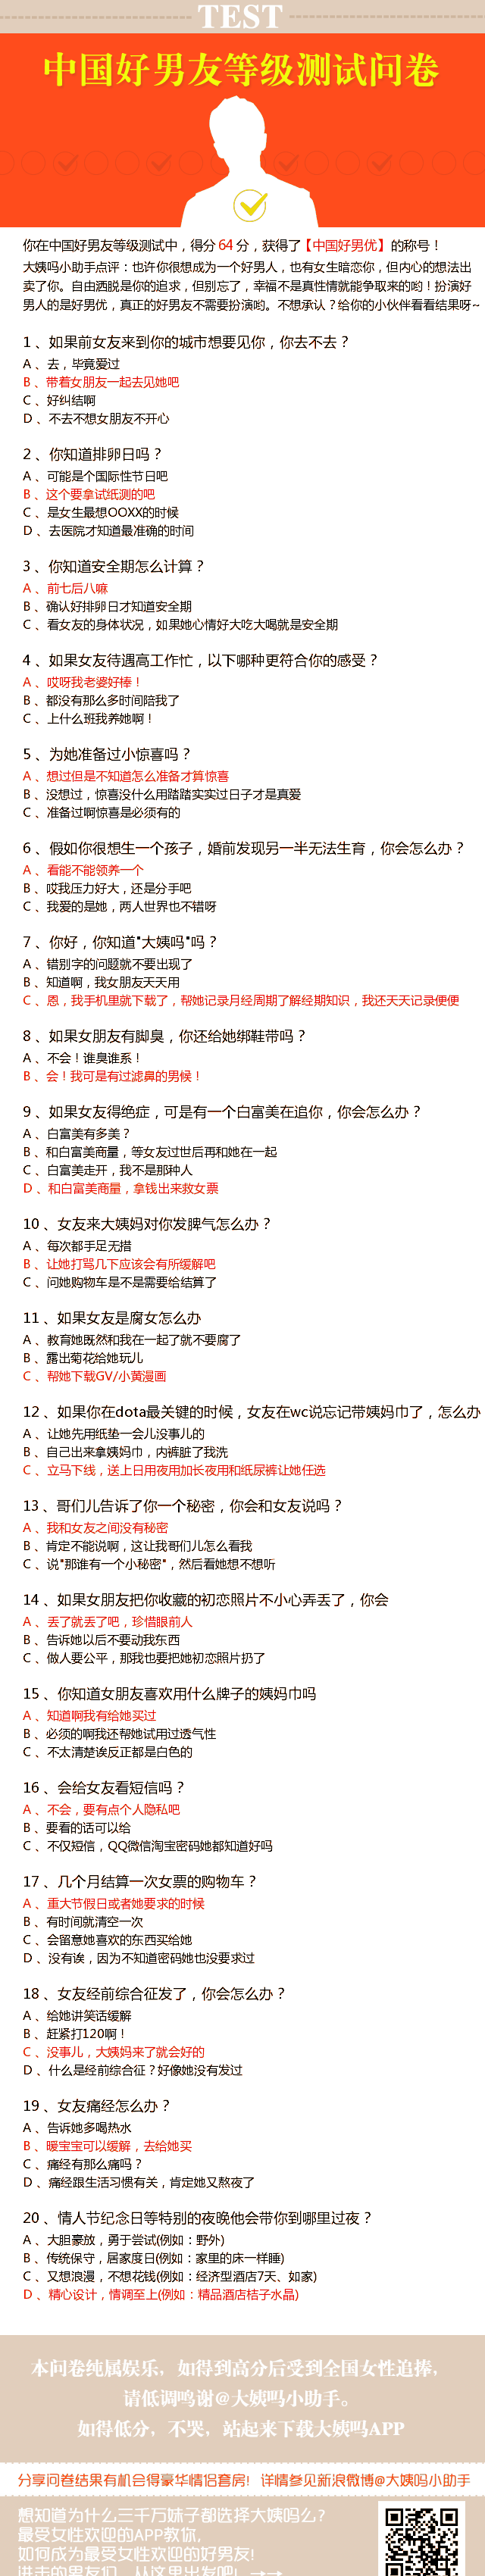 TEST
中国好男友等级测试问卷
你在中国好男友等级测试中，得分 64 分，获得了【中国好男优】的称号！
大姨吗小助手点评：也许你很想成为一个好男人，也有女生暗恋你，但内心的想法出
卖了你。自由洒脱是你的追求，但别忘了，幸福不是真性情就能争取来的哟！扮演好
男人的是好男优，真正的好男友不需要扮演哟。不想承认？给你的小伙伴看看结果呀~
1 、如果前女友来到你的城市想要见你，你去不去？
A 、去，毕竟爱过
B 、带着女朋友一起去见她吧
C 、好纠结啊
D 、不去不想女朋友不开心
2 、你知道排卵日吗？
A 、可能是个国际性节日吧
B 、这个要拿试纸测的吧
C 、是女生最想OOXX的时候
D 、去医院才知道最准确的时间
3 、你知道安全期怎么计算？
A 、前七后八嘛
B 、确认好排卵日才知道安全期
C 、看女友的身体状况，如果她心情好大吃大喝就是安全期
4 、如果女友待遇高工作忙，以下哪种更符合你的感受？
A 、哎呀我老婆好棒！
B 、都没有那么多时间陪我了
C 、上什么班我养她啊！
5 、为她准备过小惊喜吗？
A 、想过但是不知道怎么准备才算惊喜
B 、没想过，惊喜没什么用踏踏实实过日子才是真爱
C 、准备过啊惊喜是必须有的
6 、假如你很想生一个孩子，婚前发现另一半无法生育，你会怎么办？
A 、看能不能领养一个
B 、哎我压力好大，还是分手吧
C 、我爱的是她，两人世界也不错呀
7 、你好，你知道"大姨吗"吗？
A 、错别字的问题就不要出现了
B 、知道啊，我女朋友天天用
C 、恩，我手机里就下载了，帮她记录月经周期了解经期知识，我还天天记录便便
8 、如果女朋友有脚臭，你还给她绑鞋带吗？
A 、不会！谁臭谁系！
B 、会！我可是有过滤鼻的男候！
9 、如果女友得绝症，可是有一个白富美在追你，你会怎么办？
A 、白富美有多美？
B 、和白富美商量，等女友过世后再和她在一起
C 、白富美走开，我不是那种人
D 、和白富美商量，拿钱出来救女票
10 、女友来大姨妈对你发脾气怎么办？
A 、每次都手足无措
B 、让她打骂几下应该会有所缓解吧
C 、问她购物车是不是需要给结算了
11 、如果女友是腐女怎么办
A 、教育她既然和我在一起了就不要腐了
B 、露出菊花给她玩儿
C 、帮她下载GV/小黄漫画
12 、如果你在dota最关键的时候，女友在wc说忘记带姨妈巾了，怎么办
A 、让她先用纸垫一会儿没事儿的
B 、自己出来拿姨妈巾，内裤脏了我洗
C 、立马下线，送上日用夜用加长夜用和纸尿裤让她任选
13 、哥们儿告诉了你一个秘密，你会和女友说吗？
A 、我和女友之间没有秘密
B 、肯定不能说啊，这让我哥们儿怎么看我
C 、说"那谁有一个小秘密"，然后看她想不想听
14 、如果女朋友把你收藏的初恋照片不小心弄丢了，你会
A 、丢了就丢了吧，珍惜眼前人
B 、告诉她以后不要动我东西
C 、做人要公平，那我也要把她初恋照片扔了
15 、你知道女朋友喜欢用什么牌子的姨妈巾吗
A 、知道啊我有给她买过
B 、必须的啊我还帮她试用过透气性
C 、不太清楚诶反正都是白色的
16 、会给女友看短信吗？
A 、不会，要有点个人隐私吧
B 、要看的话可以给
C 、不仅短信，QQ微信淘宝密码她都知道好吗
17 、几个月结算一次女票的购物车？
A 、重大节假日或者她要求的时候
B 、有时间就清空一次
C 、会留意她喜欢的东西买给她
D 、没有诶，因为不知道密码她也没要求过
18 、女友经前综合征发了，你会怎么办？
A 、给她讲笑话缓解
B 、赶紧打120啊！
C 、没事儿，大姨妈来了就会好的
D 、什么是经前综合征？好像她没有发过
19 、女友痛经怎么办？
A 、告诉她多喝热水
B 、暖宝宝可以缓解，去给她买
C 、痛经有那么痛吗？
D 、痛经跟生活习惯有关，肯定她又熬夜了
20 、情人节纪念日等特别的夜晚他会带你到哪里过夜？
A 、大胆豪放，勇于尝试(例如：野外)
B 、传统保守，居家度日(例如：家里的床一样睡)
C 、又想浪漫，不想花钱(例如：经济型酒店7天、如家)
D 、精心设计，情调至上(例如：精品酒店桔子水晶)
本问卷纯属娱乐，如得到高分后受到全国女性追捧，
请低调鸣谢@大姨吗小助手。
如得低分，不哭，站起来下载大姨吗APP
分享问卷结果有机会得豪华情侣套房！详情参见新浪微博@大姨吗小助手
想知道为什么三千万妹子都选择大姨吗么？
最受女性欢迎的APP教你，
如何成为最受女性欢迎的好男友！
进击的男友们，从这里出发吧！→→